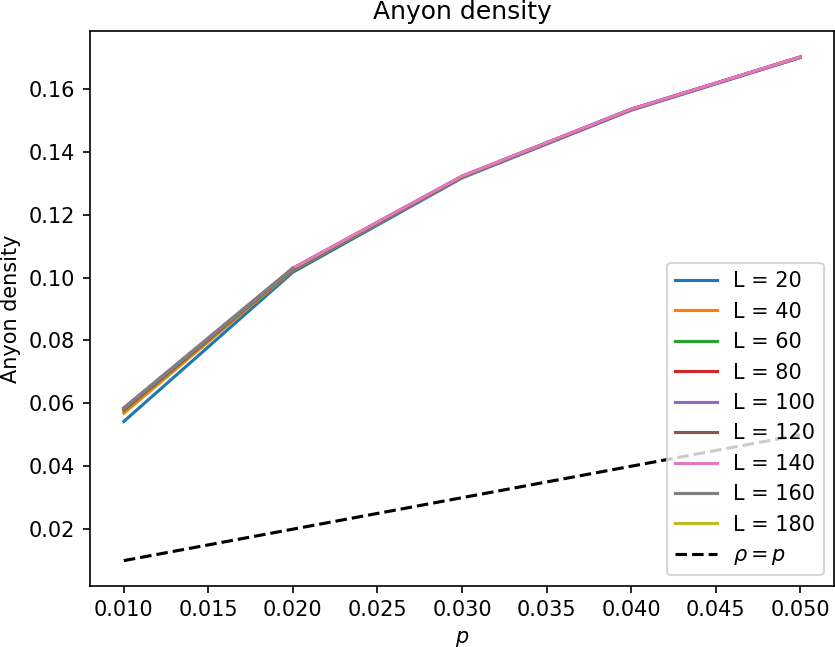 Anyon density
Anyon density
0.16
0.14
0.12
0.10
0.08
0.06
0.04
0.02
0.010 0.015 0.020 0.025 0.030 0.035 0.040 0.045 0.050
p
L = 20
L = 40
L = 60
L = 80
L = 100
L = 120
L = 140
L = 160
L = 180
ρ = p